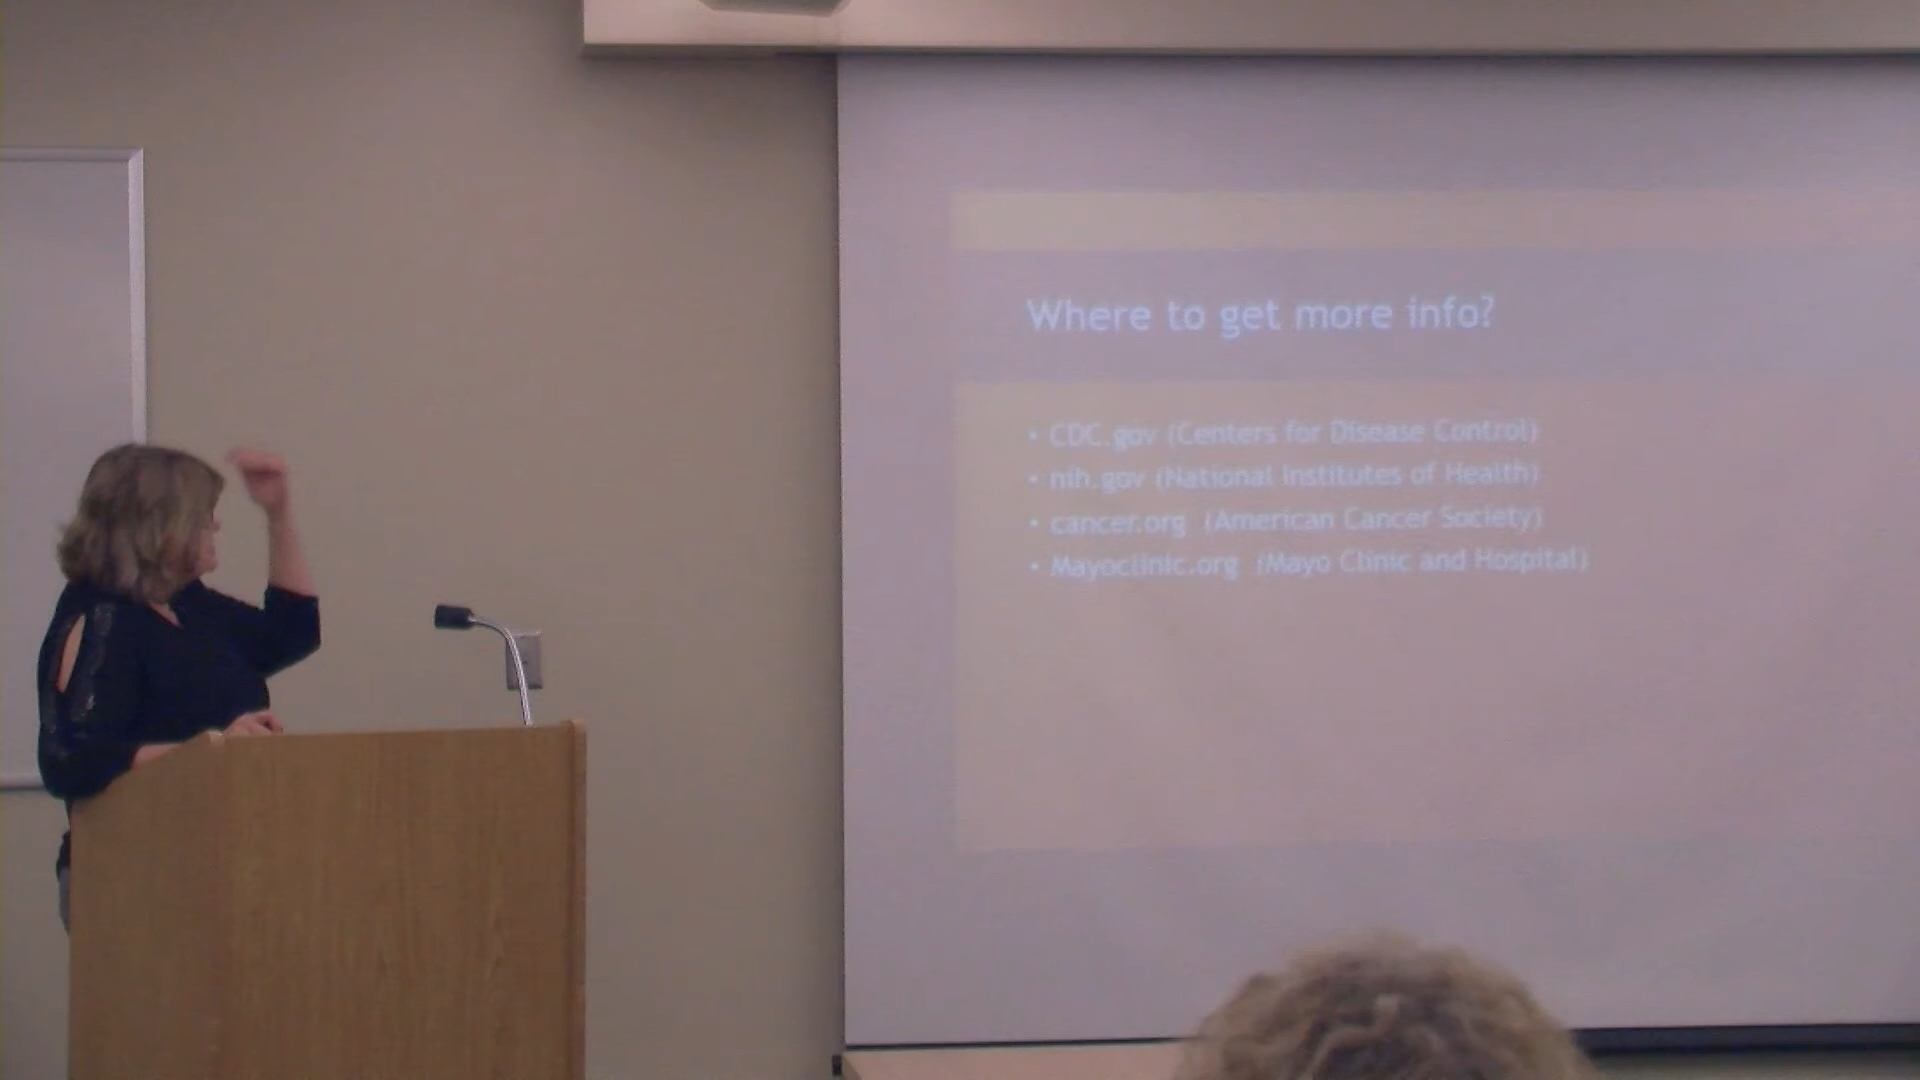 Where to get more info?
• CDC.gov (Centers for Disease Control)
• nih.gov (National Institutes of Health)
• cancer.org (American Cancer Society)
• Mayoclinic.org (Mayo Clinic and Hospital)